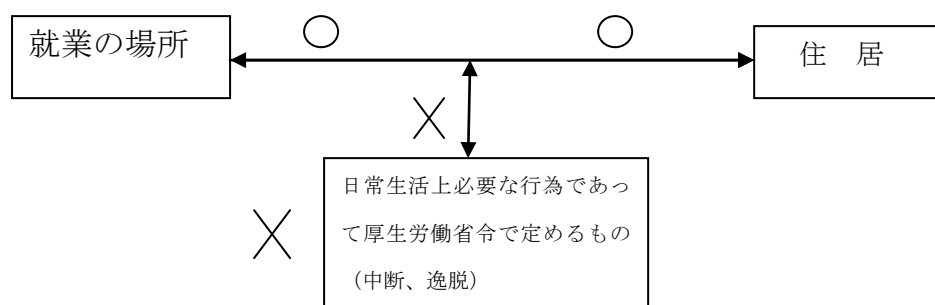 就業の場所
○
○
住　居
×
×
日常生活上必要な行為であっ
て厚生労働省令で定めるもの
（中断、逸脱）